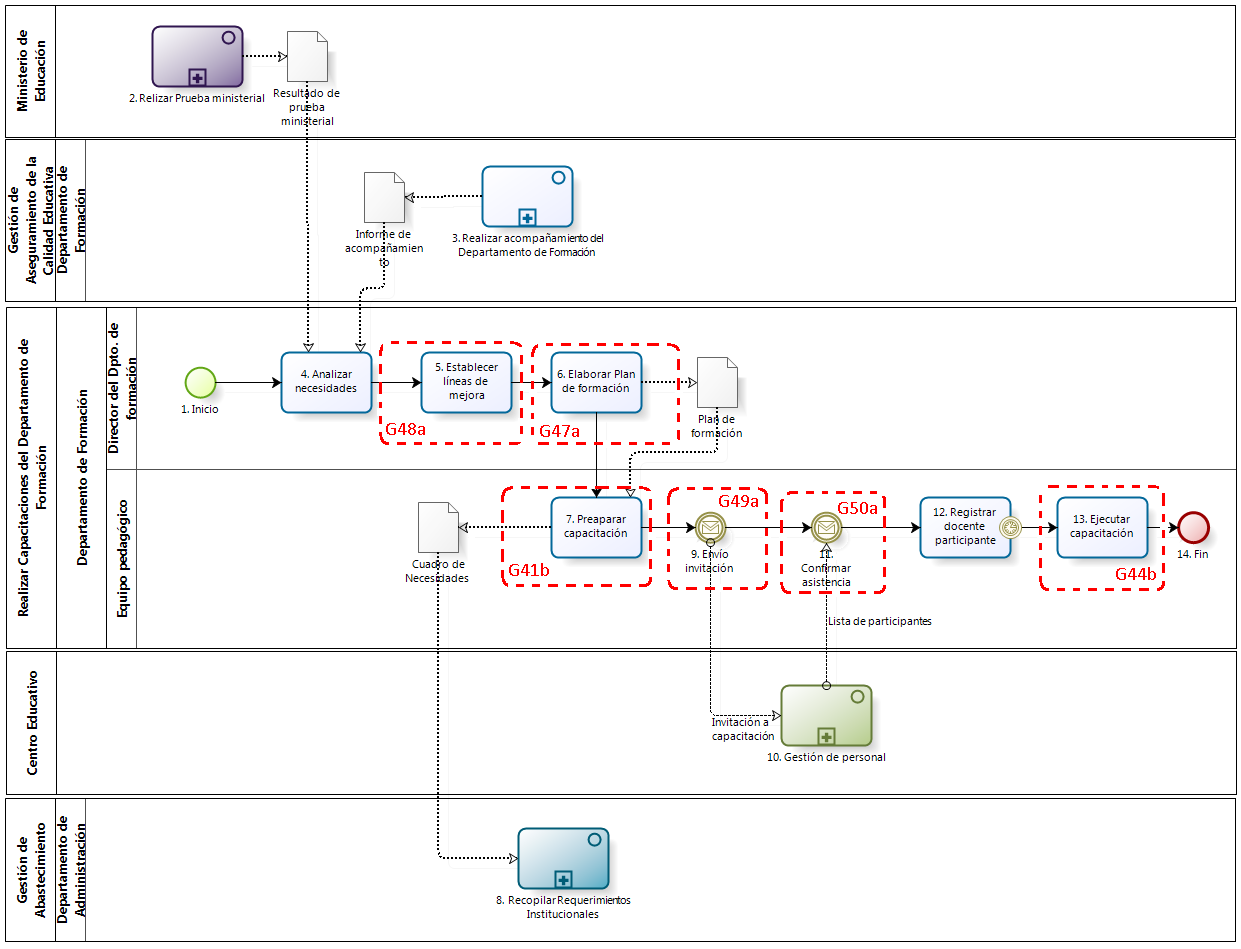 Ministerio de
Educación
2. Relizar Prueba ministerial
Resultado de
prueba
ministerial
Gestión de
Aseguramiento de la
Calidad Educativa
Departamento de
Formación
Informe de
acompañamien
to
3. Realizar acompañamiento del
Departamento de Formación
Realizar Capacitaciones del Departamento de
Formación
Departamento de Formación
Director del Dpto. de
formación
1. Inicio
4. Analizar
necesidades
5. Establecer
líneas de
mejora
G48a
6. Elaborar Plan
de formación
G47a
Plan de
formación
Equipo pedagógico
Cuadro de
Necesidades
7. Preaparar
capacitación
G41b
G49a
9. Envío
invitación
G50a
11.
Confirmar
asistencia
12. Registrar
docente
participante
13. Ejecutar
capacitación
G44b
14. Fin
Lista de participantes
Centro Educativo
Invitación a
capacitación
10. Gestión de personal
Gestión de
Abastecimiento
Departamento de
Administración
8. Recopilar Requerimintos
Institucionales